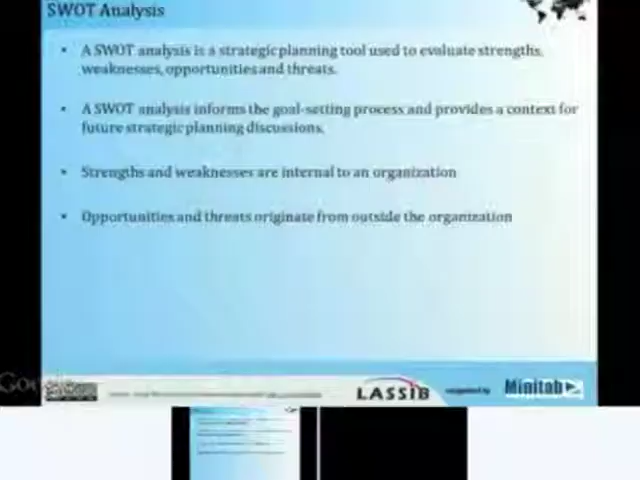 SWOT Analysis
• A SWOT analysis is a strategic planning tool used to evaluate strengths,
weaknesses, opportunities and threats.
• A SWOT analysis informs the goal-setting process and provides a context for
future strategic planning discussions.
• Strengths and weaknesses are internal to an organization
• Opportunities and threats originate from outside the organization
LASSIB
Minitab